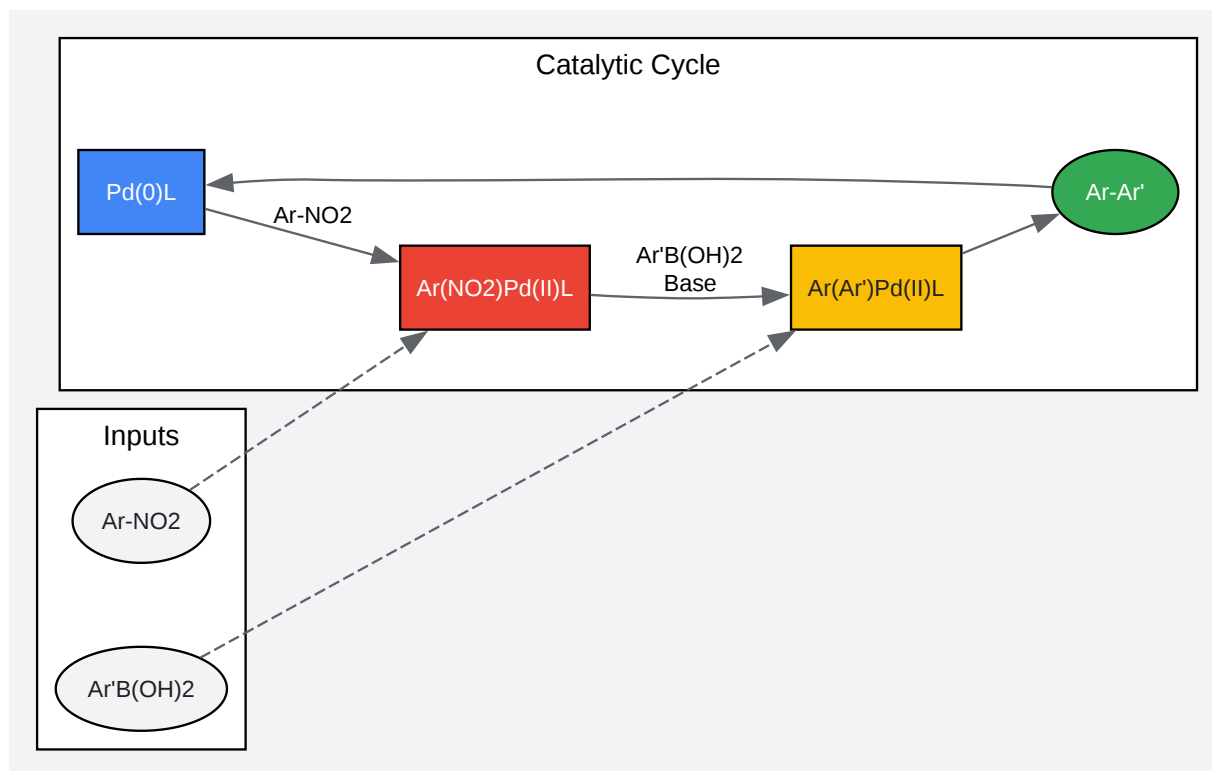 Catalytic Cycle
Pd(0)L
Ar-NO2
Ar(NO2)Pd(II)L
Ar'B(OH)2
Base
Ar(Ar')Pd(II)L
Ar-Ar'
Inputs
Ar-NO2
Ar'B(OH)2